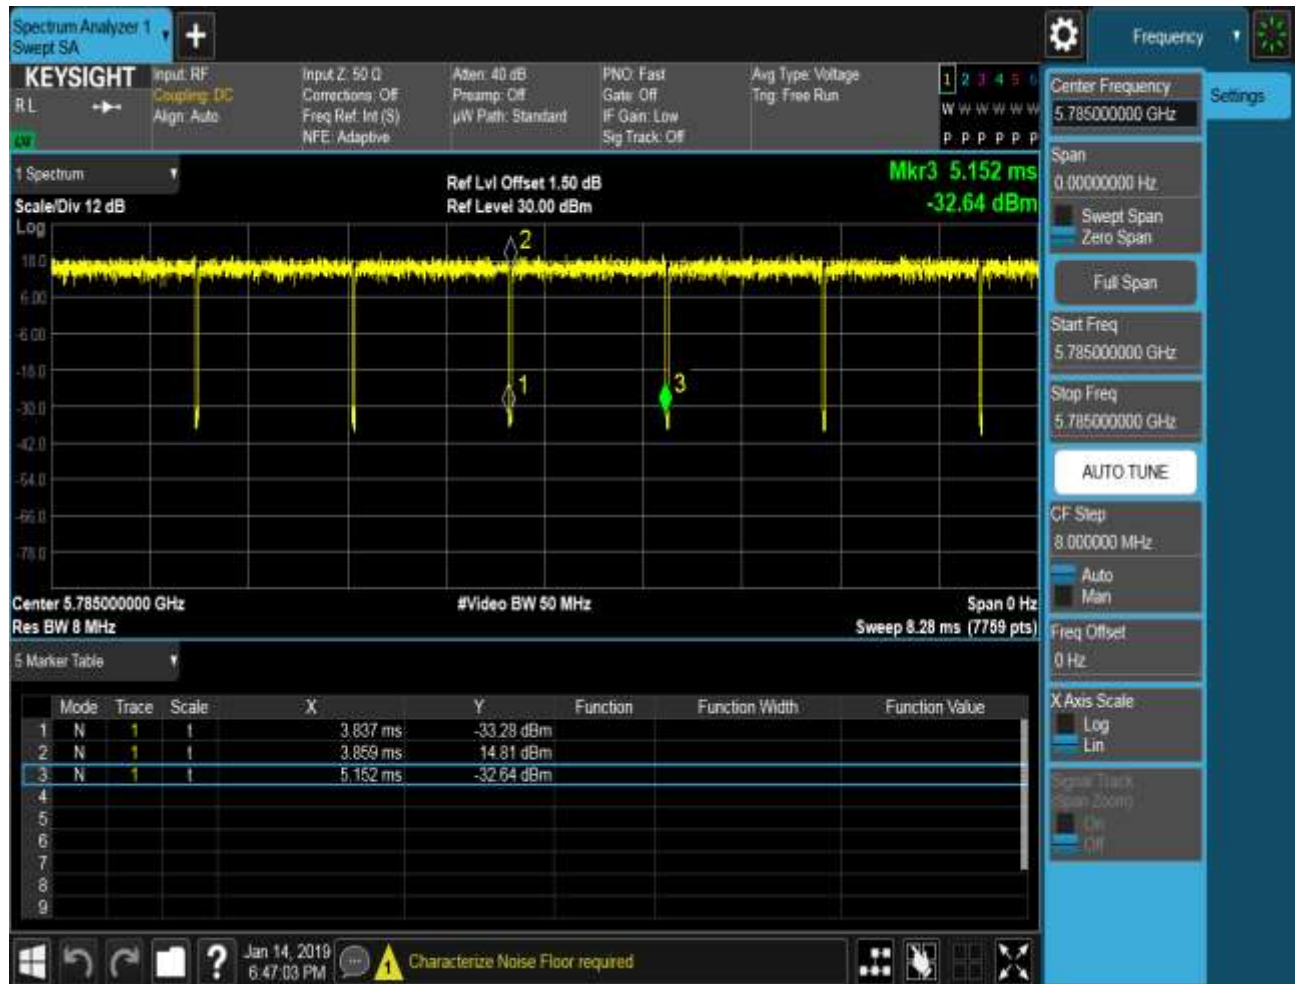 Spectrum Analyzer 1
Swept SA
+
Frequency
KEYSIGHT
RL
Input: RF
Coupling: DC
Align: Auto
Input Z: 50 Ω
Corrections: Off
Freq Ref: Int (S)
NFE: Adaptive
Atten: 40 dB
Preamp: Off
µW Path: Standard
PNO: Fast
Gate: Off
IF Gain: Low
Sig Track: Off
Avg Type: Voltage
Trig: Free Run
1 2 3 4 5 6
W W W W W W
P P P P P P
1 Spectrum
Scale/Div 12 dB
Log
Ref Lvl Offset 1.50 dB
Ref Level 30.00 dBm
Mkr3 5.152 ms
-32.64 dBm
18.0
6.00
-6.00
-18.0
-30.0
-42.0
-54.0
-66.0
-78.0
2
1
3
Center 5.785000000 GHz
#Video BW 50 MHz
Span 0 Hz
Res BW 8 MHz
Sweep 8.28 ms (7759 pts)
5 Marker Table
Mode Trace Scale X Y Function Function Width Function Value
1 N 1 t 3.837 ms -33.28 dBm
2 N 1 t 3.859 ms 14.81 dBm
3 N 1 t 5.152 ms -32.64 dBm
4
5
6
7
8
9
Center Frequency
5.785000000 GHz
Settings
Span
0.00000000 Hz
Swept Span
Zero Span
Full Span
Start Freq
5.785000000 GHz
Stop Freq
5.785000000 GHz
AUTO TUNE
CF Step
8.000000 MHz
Auto
Man
Freq Offset
0 Hz
X Axis Scale
Log
Lin
Signal Track
(Span Zoom)
On
Off
?
Jan 14, 2019
6:47:03 PM
1
Characterize Noise Floor required